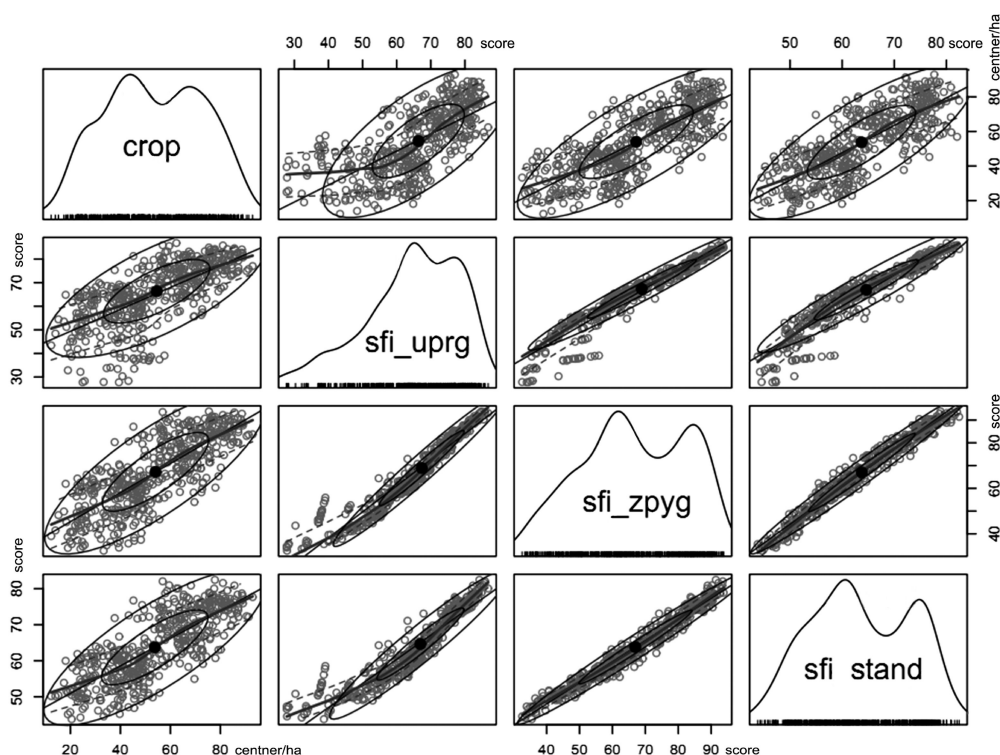 30 40 50 60 70 80 score
50 60 70 80 score
centner/ha
crop
20 40 60 80
score
30 50 70
sfi_uprg
sfi_zpyg
40 60 80 score
score
50 60 70 80
sfi stand
20 40 60 80 centner/ha
40 50 60 70 80 90 score